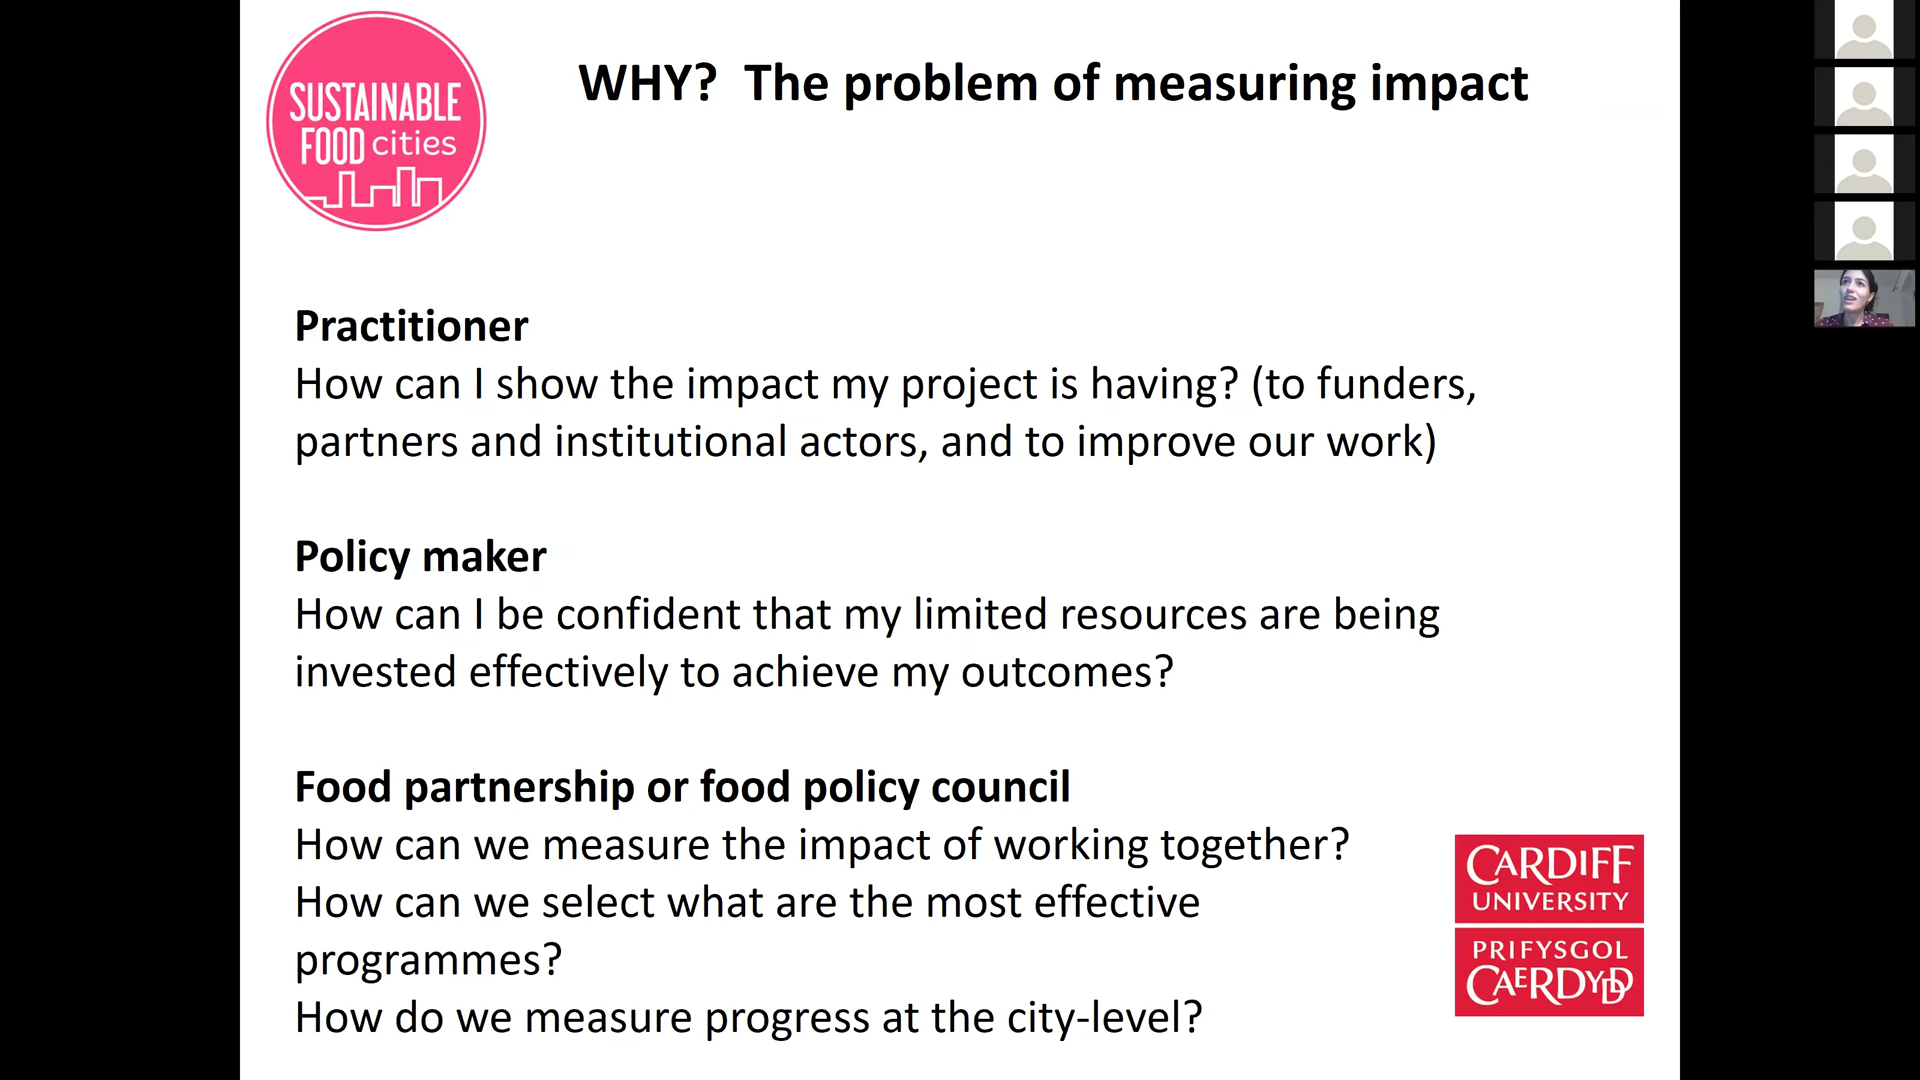 SUSTAINABLE
FOOD cities
WHY? The problem of measuring impact
Practitioner
How can I show the impact my project is having? (to funders,
partners and institutional actors, and to improve our work)
Policy maker
How can I be confident that my limited resources are being
invested effectively to achieve my outcomes?
Food partnership or food policy council
How can we measure the impact of working together?
How can we select what are the most effective
programmes?
How do we measure progress at the city-level?
CARDIFF
UNIVERSITY
PRIFYSGOL
CAERDYDD